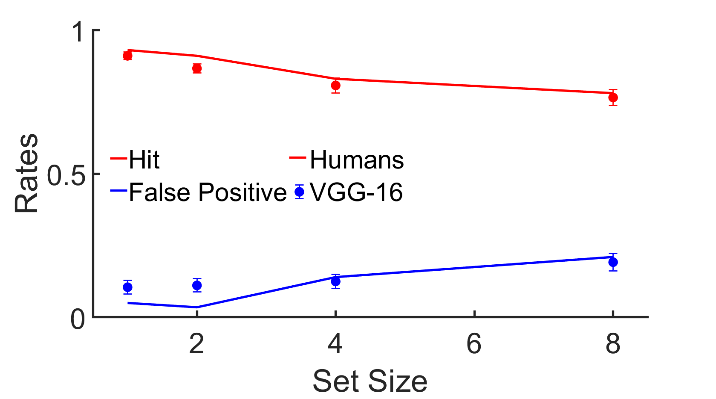 1
Hit Humans
Rates
0.5
False Positive VGG-16
0
2 4 6 8
Set Size